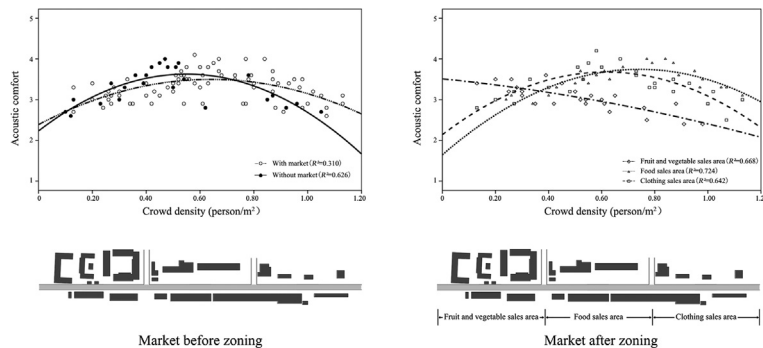 5
4
3
2
1
Acoustic comfort
With market (R²**=0.310)
Without market (R²**=0.626)
0 0.20 0.40 0.60 0.80 1.00 1.20
Crowd density (person/m²)
5
4
3
2
1
Acoustic comfort
Fruit and vegetable sales area (R²**=0.668)
Food sales area (R²**=0.724)
Clothing sales area (R²**=0.642)
0 0.20 0.40 0.60 0.80 1.00 1.2
Crowd density (person/m²)
Fruit and vegetable sales area Food sales area Clothing sales area
Market before zoning
Market after zoning